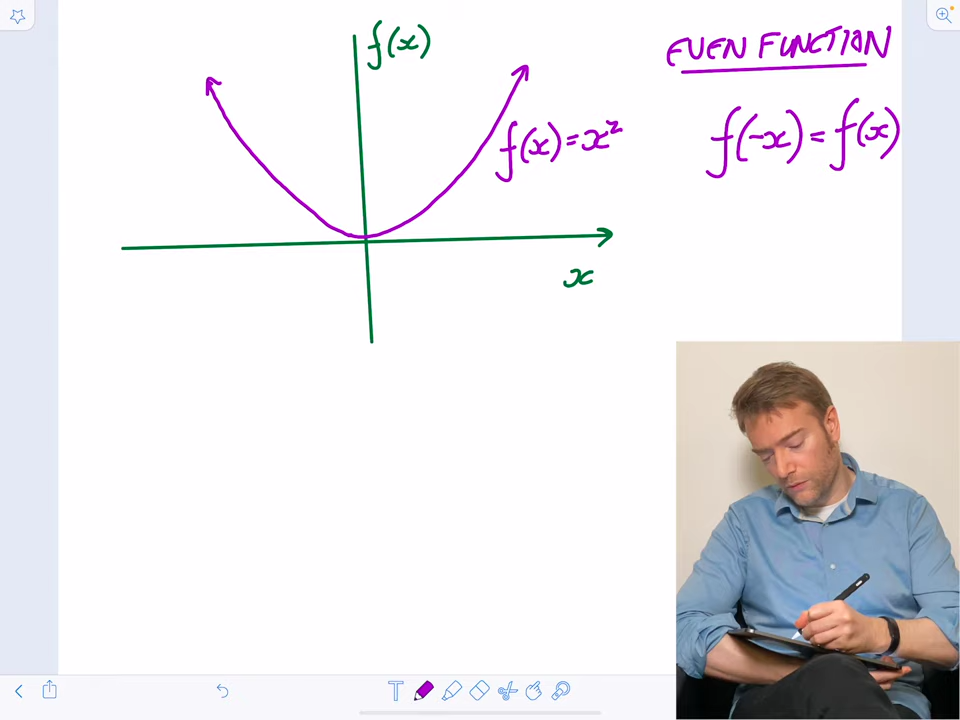 f(x)
EVEN FUNCTION
f(x)=x²
f(-x)=f(x)
x
T